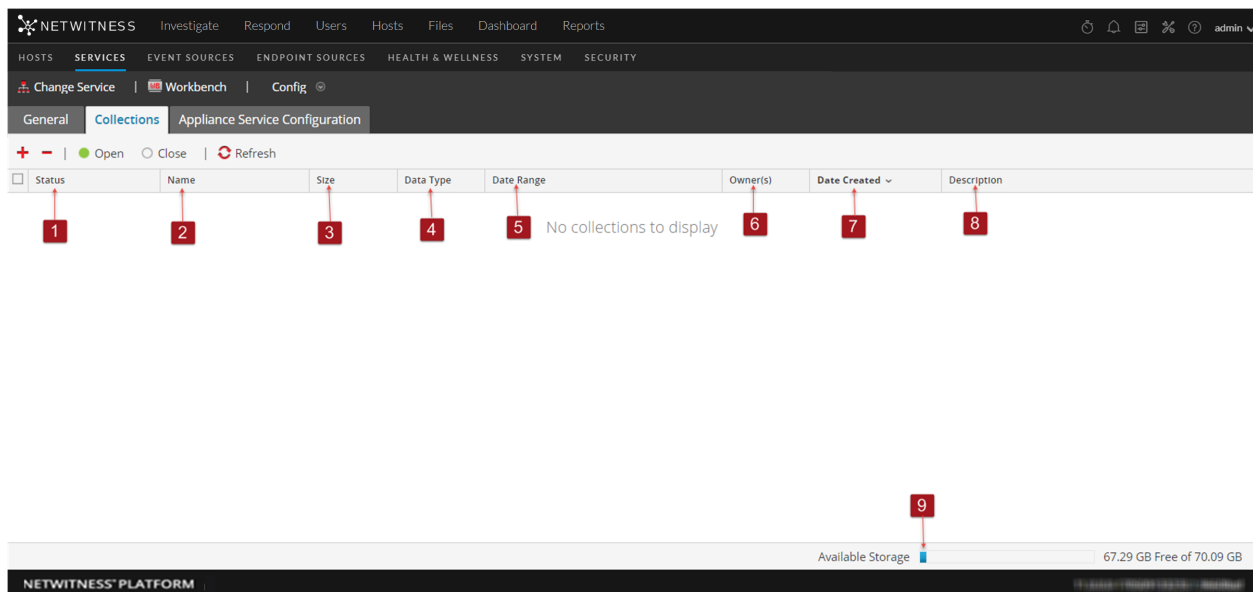 NETWITNESS Investigate Respond Users Hosts Files Dashboard Reports admin
HOSTS SERVICES EVENT SOURCES ENDPOINT SOURCES HEALTH & WELLNESS SYSTEM SECURITY
Change Service | MB Workbench | Config
General Collections Appliance Service Configuration
+ − | Open Close | Refresh
Status Name Size Data Type Date Range Owner(s) Date Created Description
1 2 3 4 5 6 7 8
No collections to display
9
Available Storage 67.29 GB Free of 70.09 GB
NETWITNESS PLATFORM